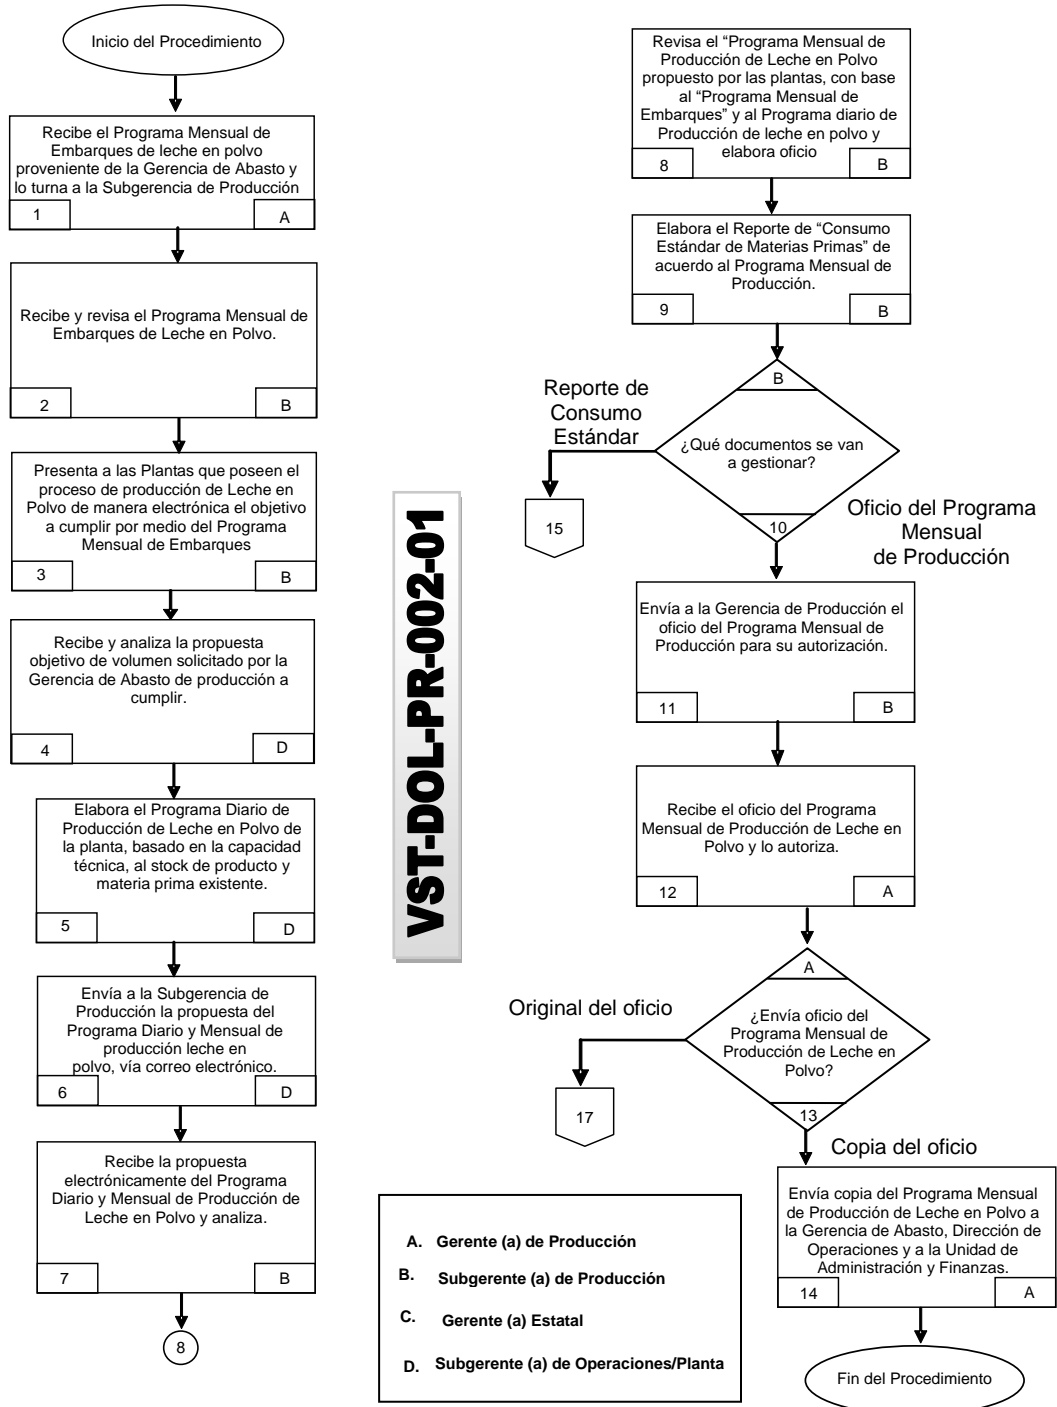 Inicio del Procedimiento
Recibe el Programa Mensual de
Embarques de leche en polvo
proveniente de la Gerencia de Abasto y
lo turna a la Subgerencia de Producción
1
A
Recibe y revisa el Programa Mensual de
Embarques de Leche en Polvo.
2
B
Presenta a las Plantas que poseen el
proceso de producción de Leche en
Polvo de manera electrónica el objetivo
a cumplir por medio del Programa
Mensual de Embarques
3
B
Recibe y analiza la propuesta
objetivo de volumen solicitado por la
Gerencia de Abasto de producción a
cumplir.
4
D
Elabora el Programa Diario de
Producción de Leche en Polvo de
la planta, basado en la capacidad
técnica, al stock de producto y
materia prima existente.
5
D
Envía a la Subgerencia de
Producción la propuesta del
Programa Diario y Mensual de
producción leche en
polvo, vía correo electrónico.
6
D
Recibe la propuesta
electrónicamente del Programa
Diario y Mensual de Producción de
Leche en Polvo y analiza.
7
B
8
VST-DOL-PR-002-01
Revisa el “Programa Mensual de
Producción de Leche en Polvo
propuesto por las plantas, con base
al “Programa Mensual de
Embarques” y al Programa diario de
Producción de leche en polvo y
elabora oficio
8
B
Elabora el Reporte de “Consumo
Estándar de Materias Primas” de
acuerdo al Programa Mensual de
Producción.
9
B
B
¿Qué documentos se van
a gestionar?
10
Reporte de
Consumo
Estándar
15
Oficio del Programa
Mensual
de Producción
Envía a la Gerencia de Producción el
oficio del Programa Mensual de
Producción para su autorización.
11
B
Recibe el oficio del Programa
Mensual de Producción de Leche en
Polvo y lo autoriza.
12
A
A
¿Envía oficio del
Programa Mensual de
Producción de Leche en
Polvo?
13
Original del oficio
17
Copia del oficio
Envía copia del Programa Mensual
de Producción de Leche en Polvo a
la Gerencia de Abasto, Dirección de
Operaciones y a la Unidad de
Administración y Finanzas.
14
A
Fin del Procedimiento
A. Gerente (a) de Producción
B. Subgerente (a) de Producción
C. Gerente (a) Estatal
D. Subgerente (a) de Operaciones/Planta